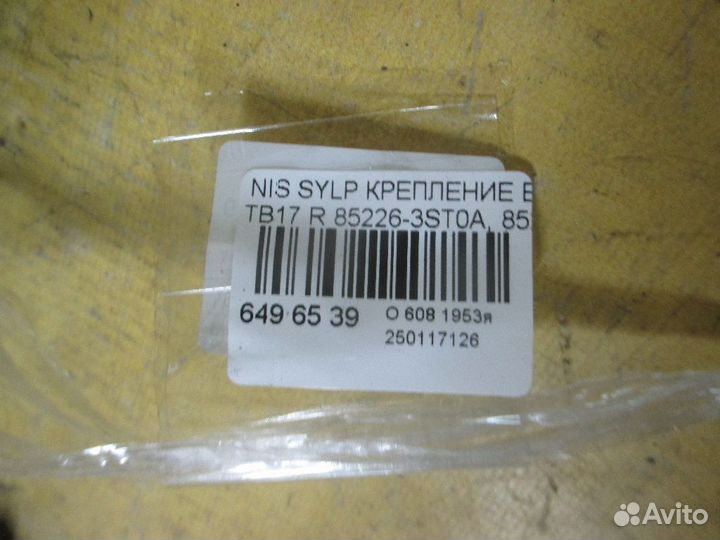 NIS SYLP КРЕПЛЕНИЕ
TB17 R 85226-3ST0A, 85
649 65 39
О 608 1953я
250117126
Avito